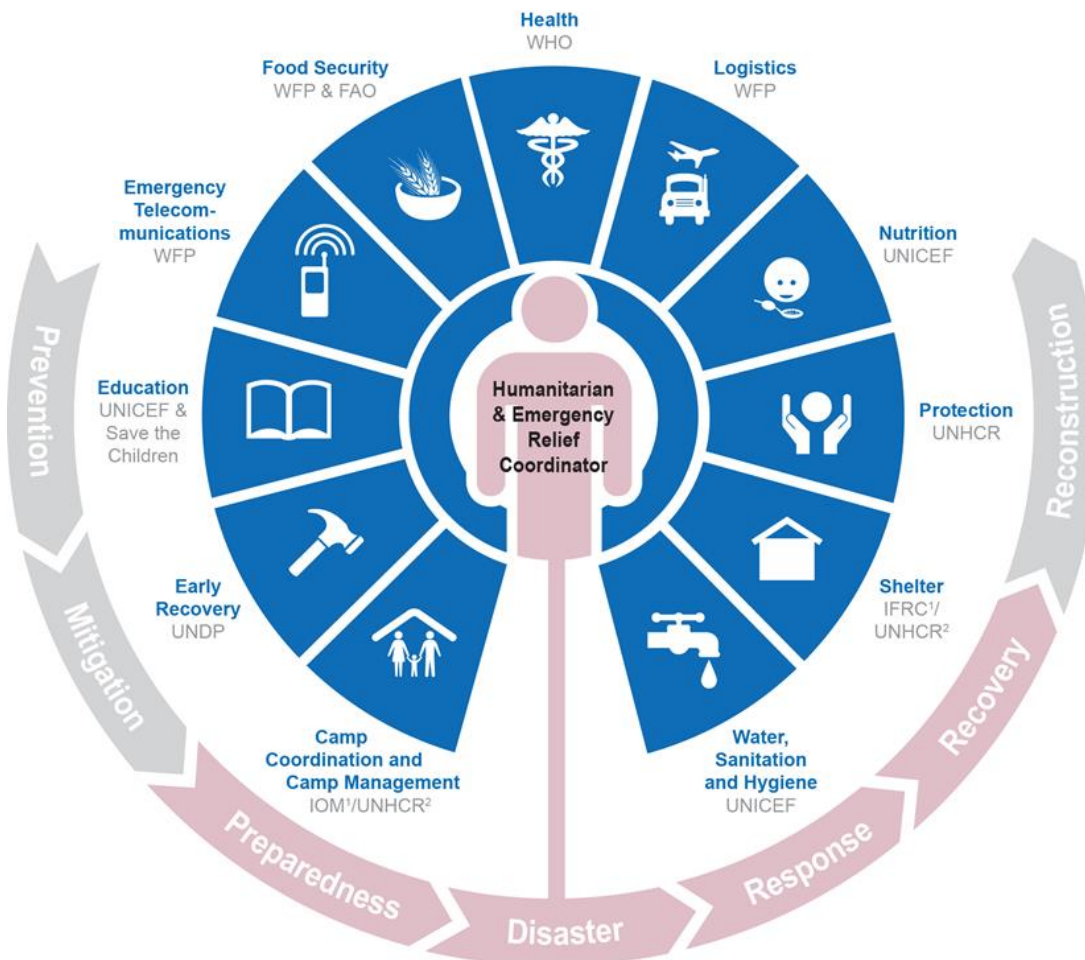 Health
WHO
Food Security
WFP & FAO
Logistics
WFP
Emergency
Telecom-
munications
WFP
Nutrition
UNICEF
Education
UNICEF &
Save the
Children
Humanitarian
& Emergency
Relief
Coordinator
Protection
UNHCR
Early
Recovery
UNDP
Shelter
IFRC¹/
UNHCR²
Camp
Coordination and
Camp Management
IOM¹/UNHCR²
Water,
Sanitation
and Hygiene
UNICEF
Prevention
Mitigation
Preparedness
Disaster
Response
Recovery
Reconstruction